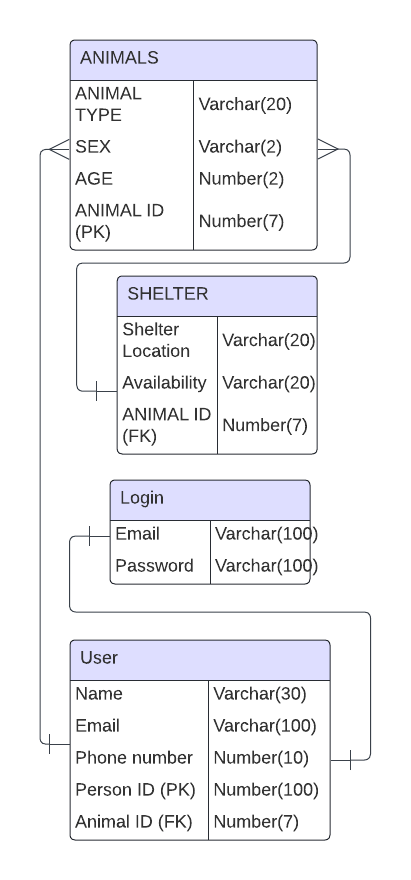 ANIMALS
ANIMAL
TYPE
Varchar(20)
SEX
Varchar(2)
AGE
Number(2)
ANIMAL ID
(PK)
Number(7)
SHELTER
Shelter
Location
Varchar(20)
Availability
Varchar(20)
ANIMAL ID
(FK)
Number(7)
Login
Email
Varchar(100)
Password
Varchar(100)
User
Name
Varchar(30)
Email
Varchar(100)
Phone number
Number(10)
Person ID (PK)
Number(100)
Animal ID (FK)
Number(7)